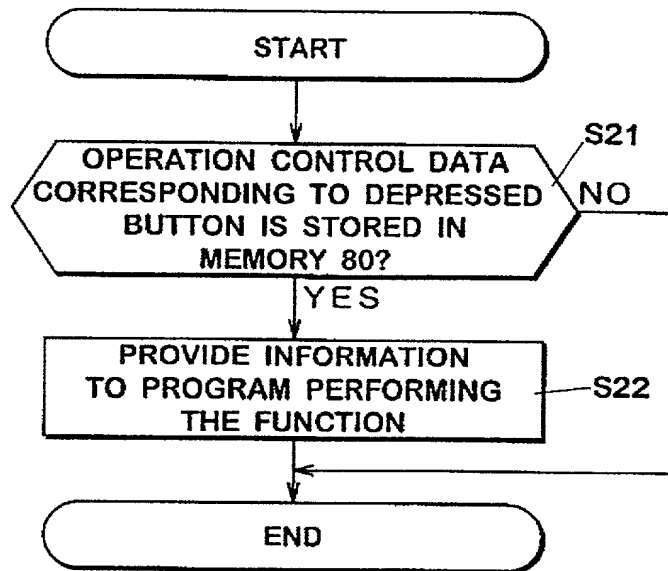 START
S21
OPERATION CONTROL DATA
CORRESPONDING TO DEPRESSED
BUTTON IS STORED IN
MEMORY 80?
NO
YES
PROVIDE INFORMATION
TO PROGRAM PERFORMING
THE FUNCTION
S22
END